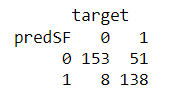 target
predSF 0 1
0 153 51
1 8 138